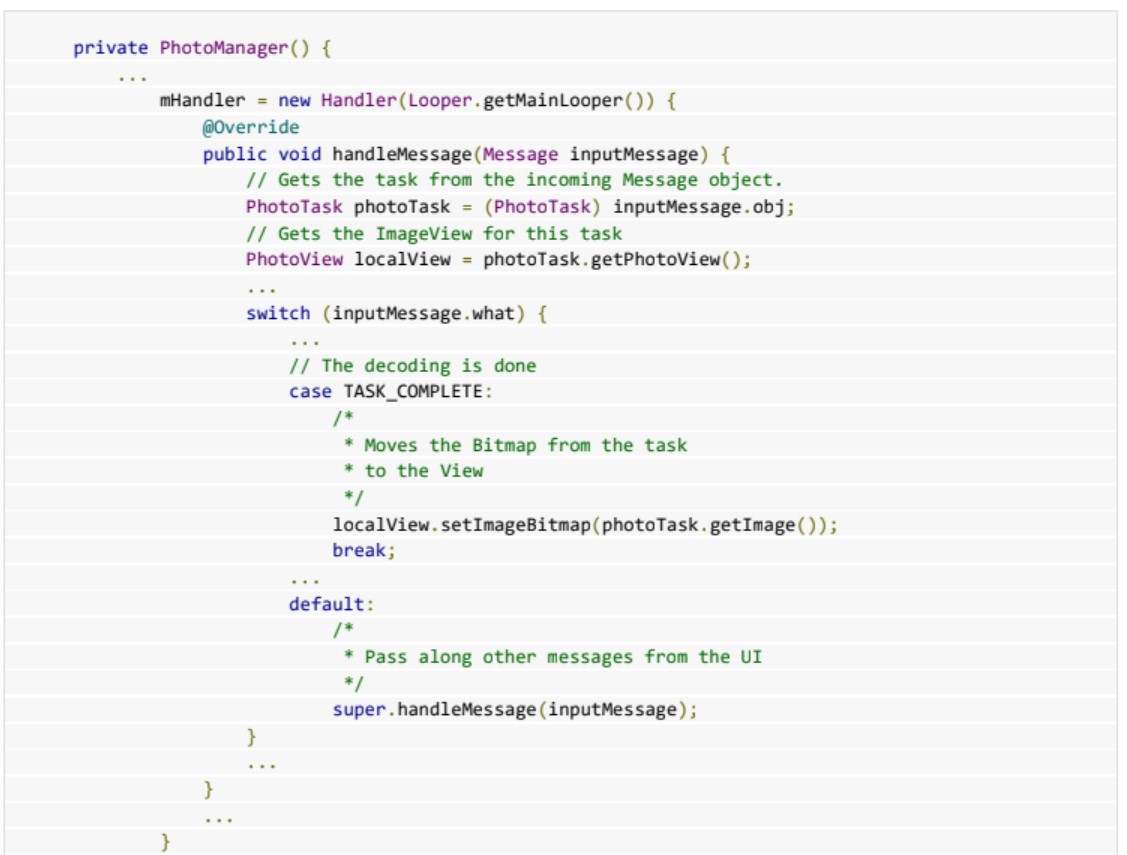 private PhotoManager() {
...
mHandler = new Handler(Looper.getMainLooper()) {
@Override
public void handleMessage(Message inputMessage) {
// Gets the task from the incoming Message object.
PhotoTask photoTask = (PhotoTask) inputMessage.obj;
// Gets the ImageView for this task
PhotoView localView = photoTask.getPhotoView();
...
switch (inputMessage.what) {
...
// The decoding is done
case TASK_COMPLETE:
/*
* Moves the Bitmap from the task
* to the View
*/
localView.setImageBitmap(photoTask.getImage());
break;
...
default:
/*
* Pass along other messages from the UI
*/
super.handleMessage(inputMessage);
}
...
}
...
}